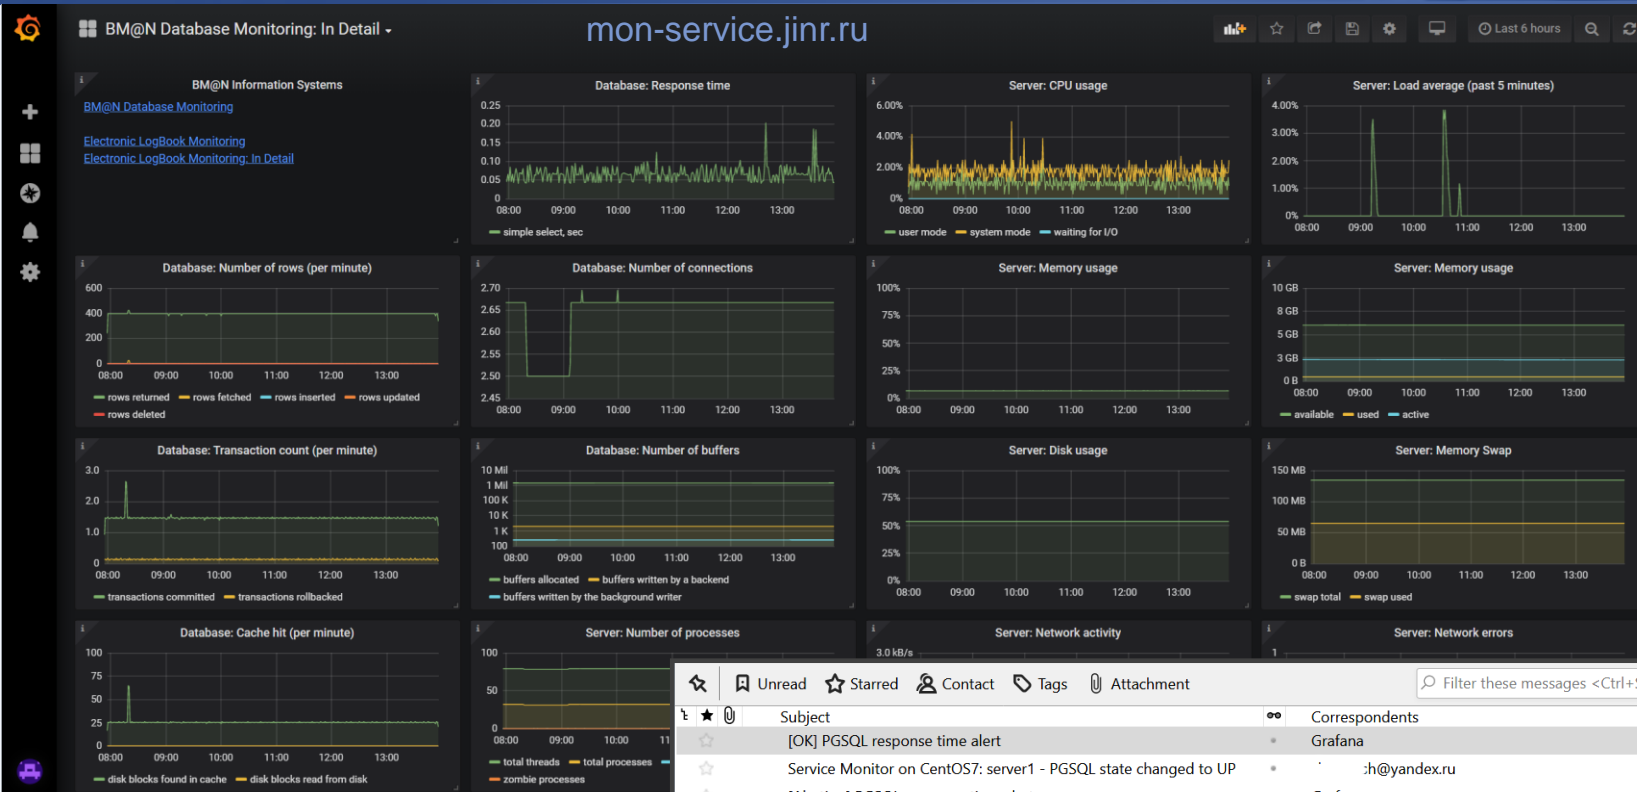 BM@N Database Monitoring: In Detail
mon-service.jinr.ru
Last 6 hours
BM@N Information Systems
BM@N Database Monitoring
Electronic LogBook Monitoring
Electronic LogBook Monitoring: In Detail
Database: Response time
0.25
0.20
0.15
0.10
0.05
0
08:00 09:00 10:00 11:00 12:00 13:00
simple select, sec
Server: CPU usage
6.00%
4.00%
2.00%
0%
08:00 09:00 10:00 11:00 12:00 13:00
user mode system mode waiting for I/O
Server: Load average (past 5 minutes)
4.00%
3.00%
2.00%
1.00%
0%
08:00 09:00 10:00 11:00 12:00 13:00
Database: Number of rows (per minute)
600
400
200
0
08:00 09:00 10:00 11:00 12:00 13:00
rows returned rows fetched rows inserted rows updated
rows deleted
Database: Number of connections
2.70
2.65
2.60
2.55
2.50
2.45
08:00 09:00 10:00 11:00 12:00 13:00
Server: Memory usage
100%
75%
50%
25%
0%
08:00 09:00 10:00 11:00 12:00 13:00
Server: Memory usage
10 GB
8 GB
5 GB
3 GB
0 B
08:00 09:00 10:00 11:00 12:00 13:00
available used active
Database: Transaction count (per minute)
3.0
2.0
1.0
0
08:00 09:00 10:00 11:00 12:00 13:00
transactions committed transactions rollbacked
Database: Number of buffers
10 Mil
1 Mil
100 K
10 K
1 K
100
08:00 09:00 10:00 11:00 12:00 13:00
buffers allocated buffers written by a backend
buffers written by the background writer
Server: Disk usage
100%
75%
50%
25%
0%
08:00 09:00 10:00 11:00 12:00 13:00
Server: Memory Swap
150 MB
100 MB
50 MB
0 B
08:00 09:00 10:00 11:00 12:00 13:00
swap total swap used
Database: Cache hit (per minute)
100
75
50
25
0
08:00 09:00 10:00 11:00 12:00 13:00
disk blocks found in cache disk blocks read from disk
Server: Number of processes
100
50
0
08:00 09:00 10:00 11
total threads total processes
zombie processes
Server: Network activity
3.0 kB/s
Server: Network errors
1
Unread Starred Contact Tags Attachment
Filter these messages <Ctrl+S
Subject Correspondents
[OK] PGSQL response time alert Grafana
Service Monitor on CentOS7: server1 - PGSQL state changed to UP ch@yandex.ru